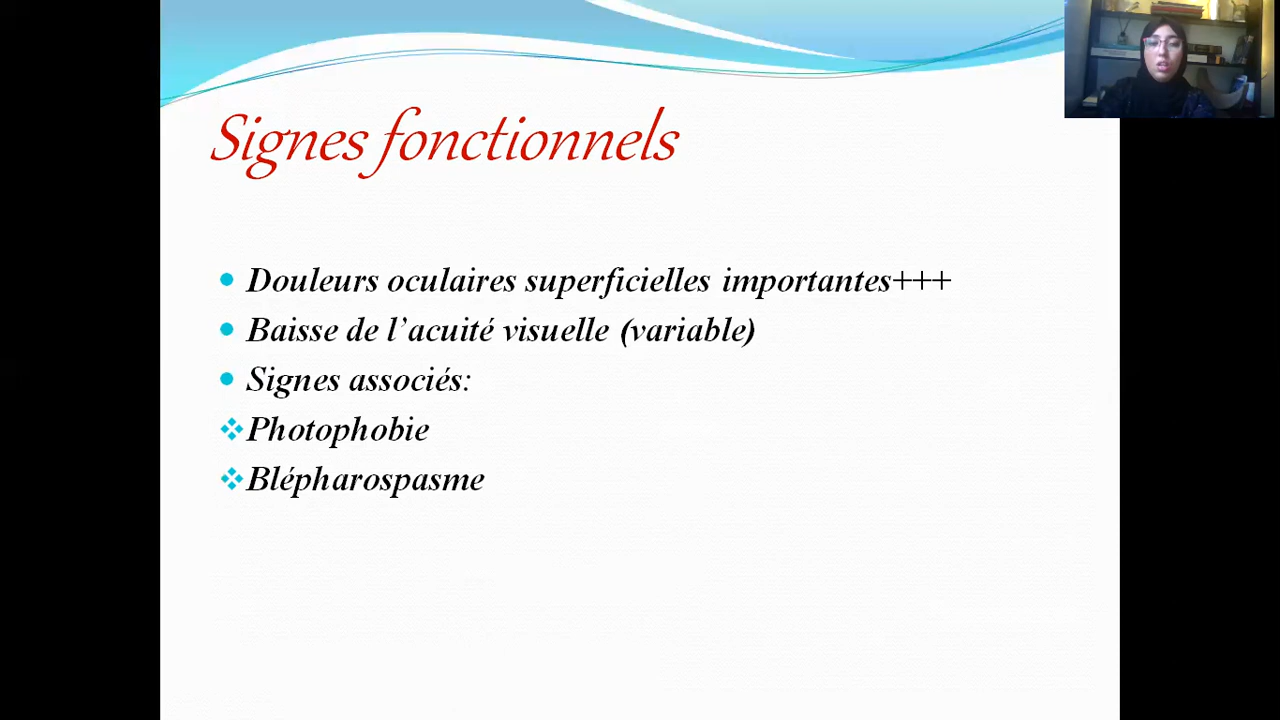 Signes fonctionnels
Douleurs oculaires superficielles importantes+++
Baisse de l’acuité visuelle (variable)
Signes associés:
Photophobie
Blépharospasme